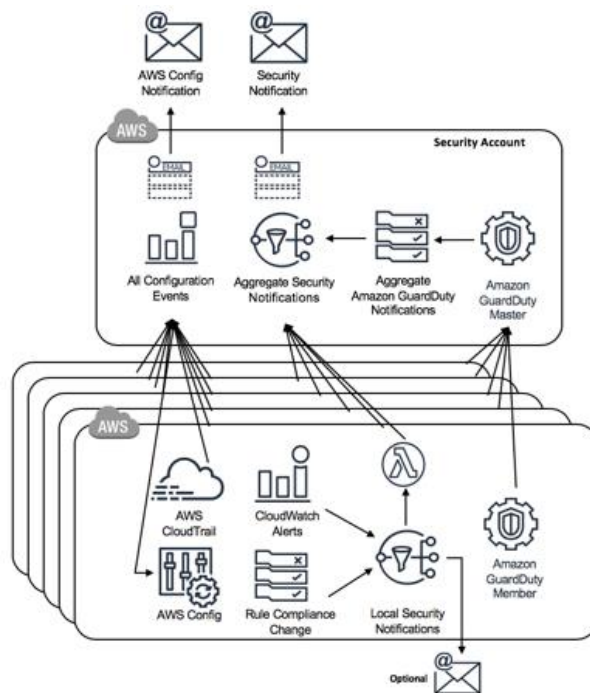 AWS Config
Notification
Security
Notification
AWS
Security Account
EMAIL
EMAIL
All Configuration
Events
Aggregate Security
Notifications
Aggregate
Amazon GuardDuty
Notifications
Amazon
GuardDuty
Master
AWS
AWS
CloudTrail
CloudWatch
Alerts
AWS Config
Rule Compliance
Change
Local Security
Notifications
Amazon
GuardDuty
Member
Optional